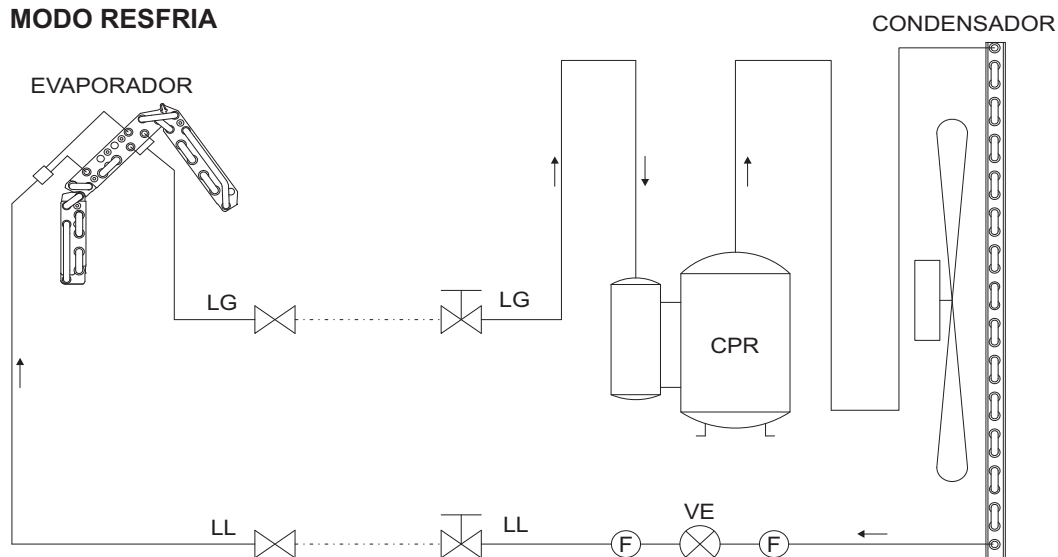 MODO RESFRIA
CONDENSADOR
EVAPORADOR
LG
LG
CPR
LL
LL
F
VE
F